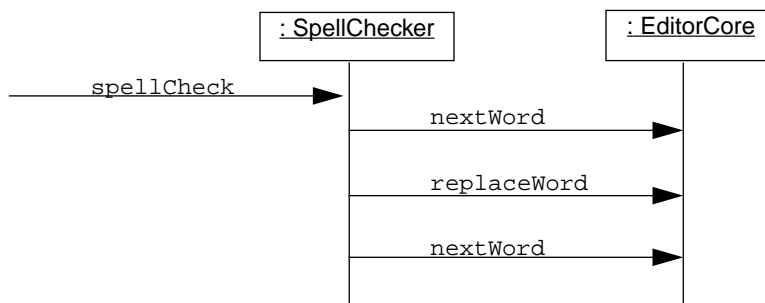 : SpellChecker
: EditorCore
spellCheck
nextWord
replaceWord
nextWord